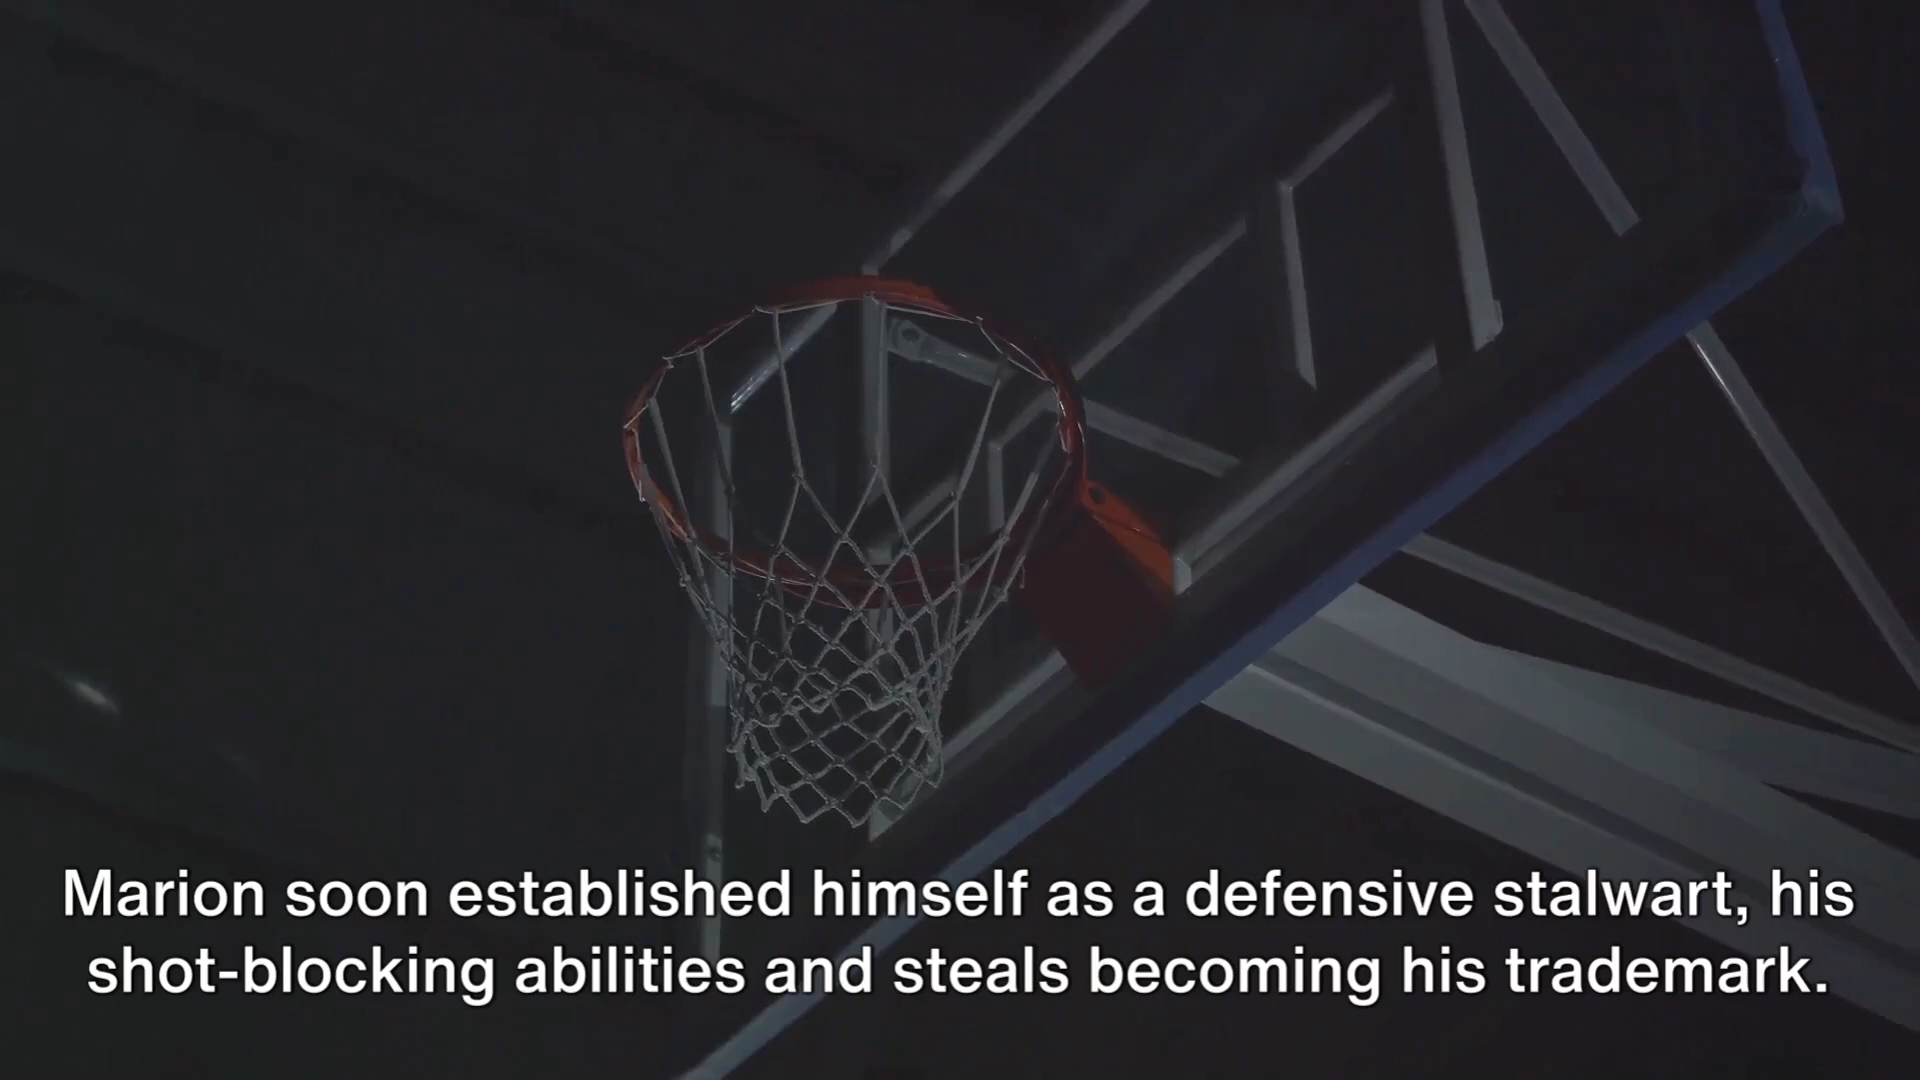 Marion soon established himself as a defensive stalwart, his
shot-blocking abilities and steals becoming his trademark.